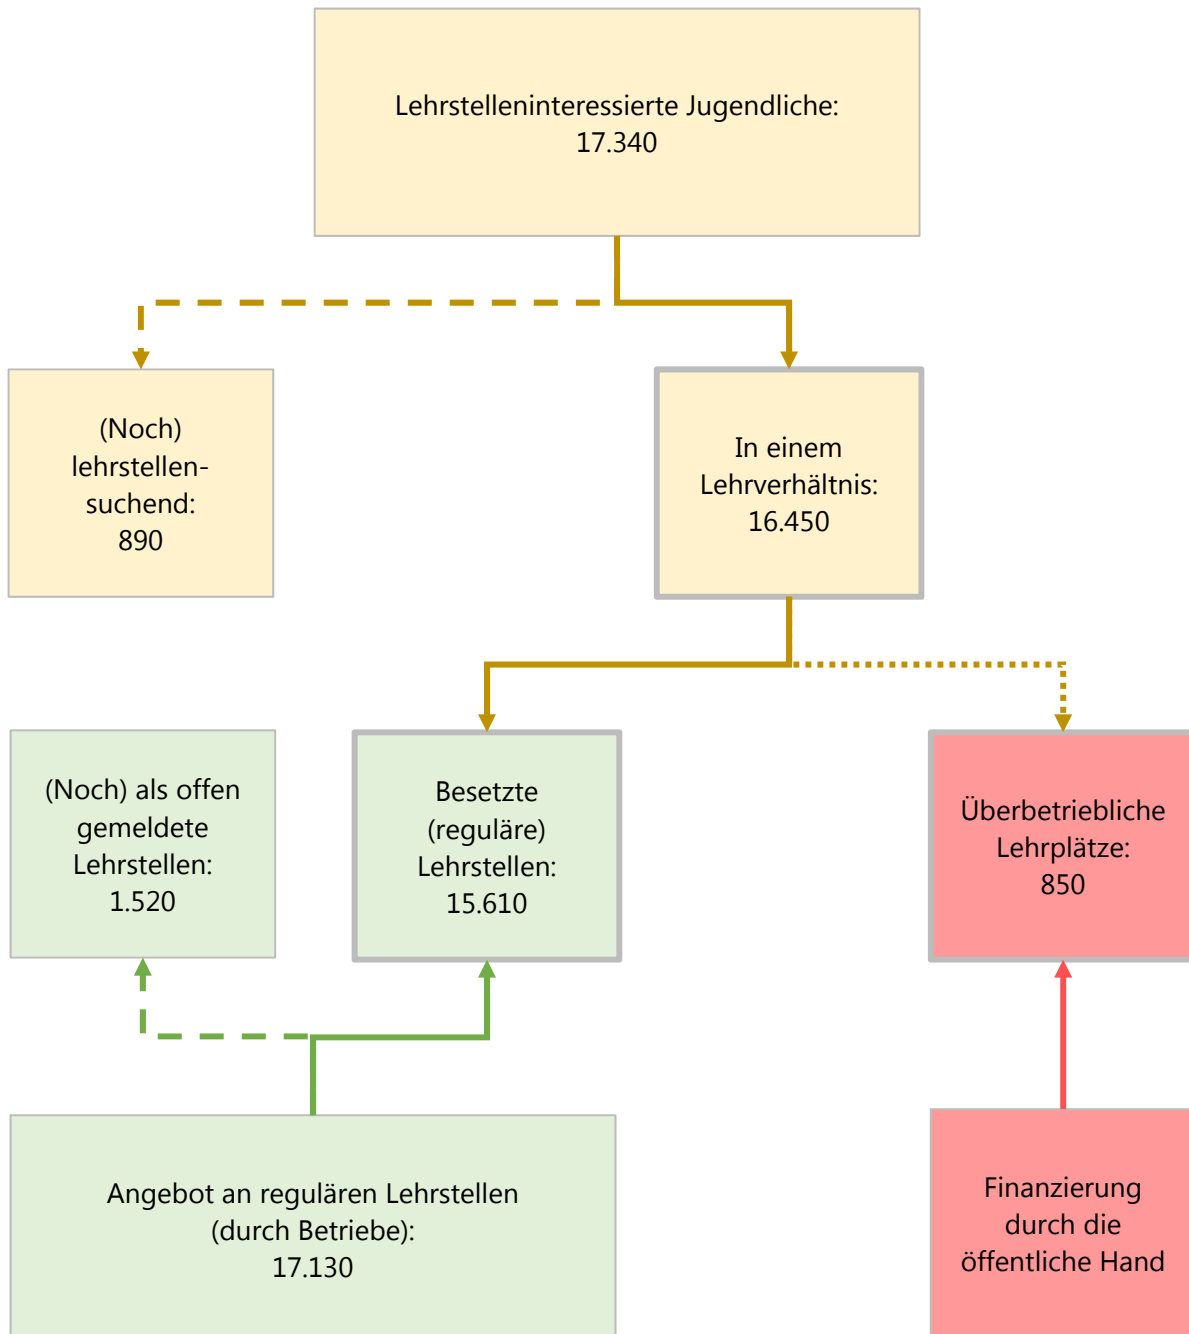 Lehrstelleninteressierte Jugendliche:
17.340
(Noch)
lehrstellen-
suchend:
890
In einem
Lehrverhältnis:
16.450
(Noch) als offen
gemeldete
Lehrstellen:
1.520
Besetzte
(reguläre)
Lehrstellen:
15.610
Überbetriebliche
Lehrplätze:
850
Angebot an regulären Lehrstellen
(durch Betriebe):
17.130
Finanzierung
durch die
öffentliche Hand